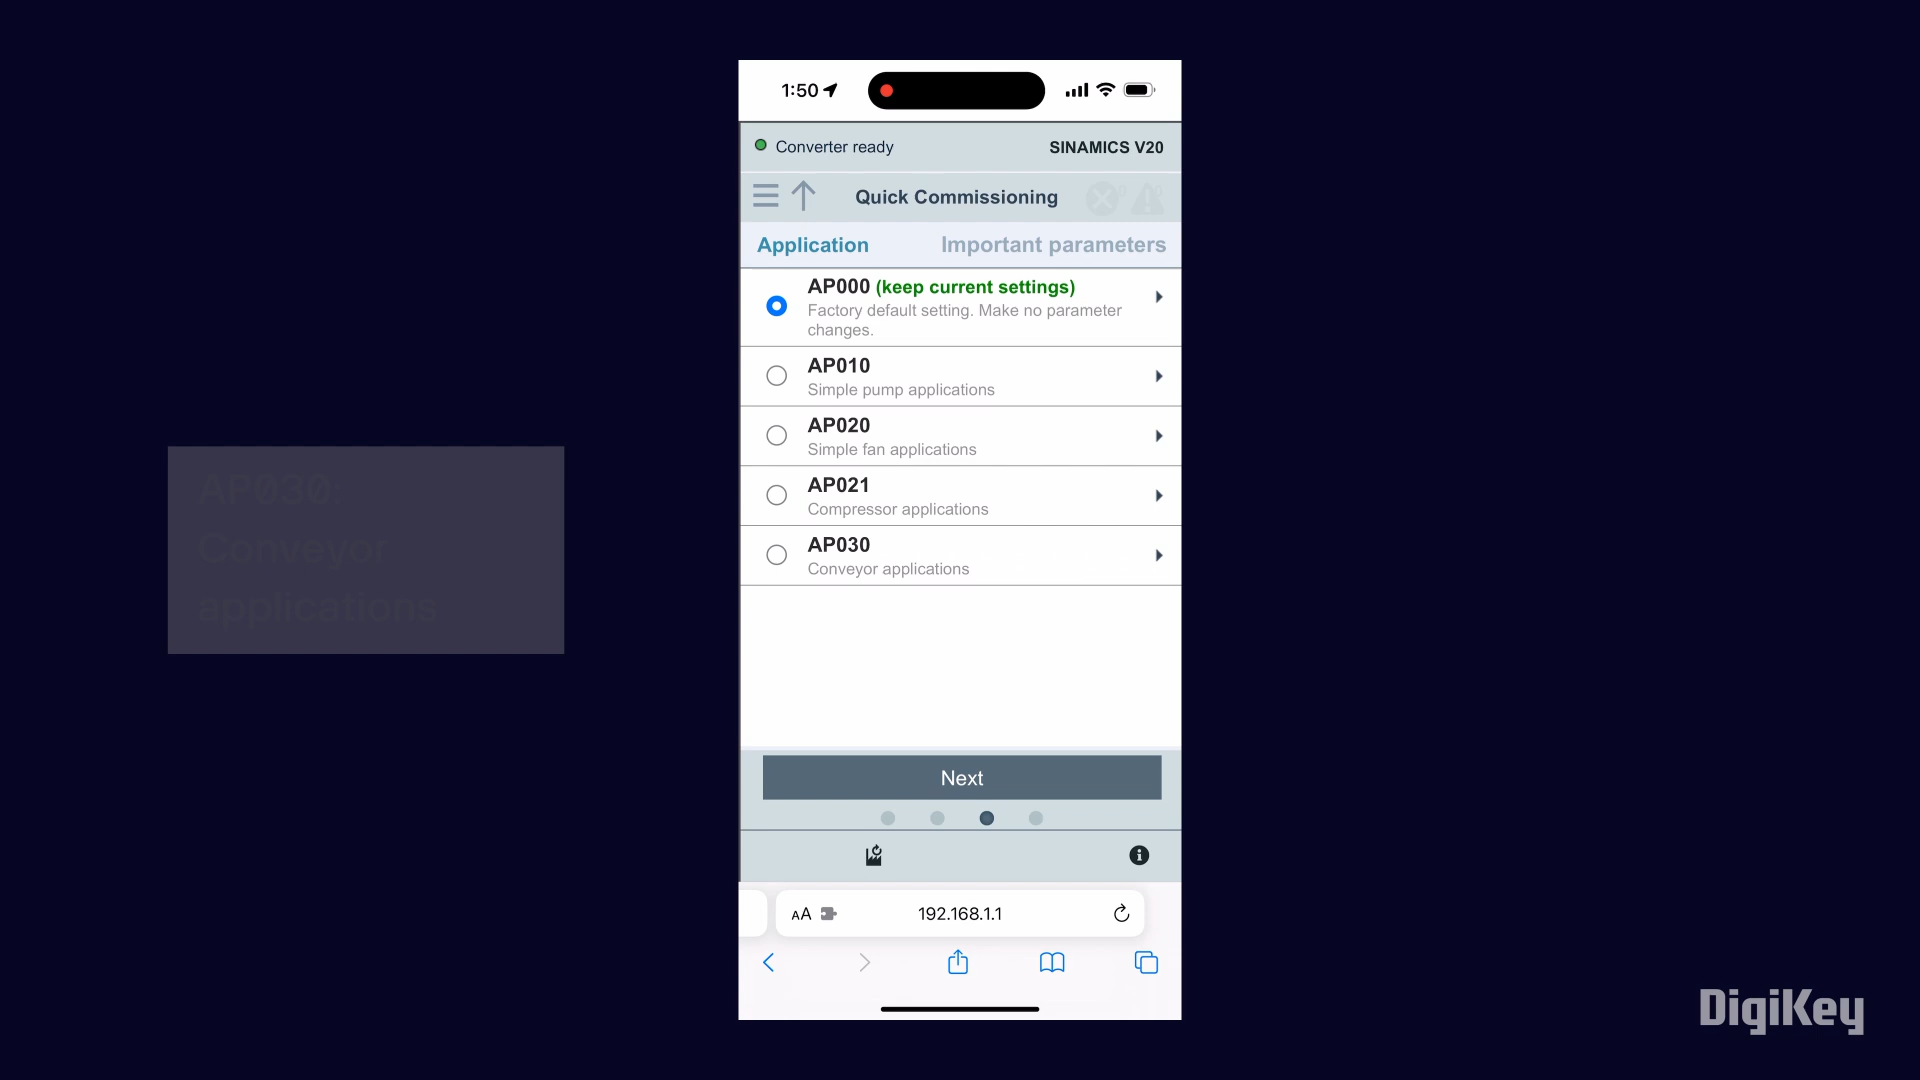 1:50
Converter ready
SINAMICS V20
Quick Commissioning
Application
Important parameters
AP000 (keep current settings)
Factory default setting. Make no parameter
changes.
AP010
Simple pump applications
AP020
Simple fan applications
AP021
Compressor applications
AP030
Conveyor applications
AP030:
Conveyor
applications
Next
AA
192.168.1.1
DigiKey